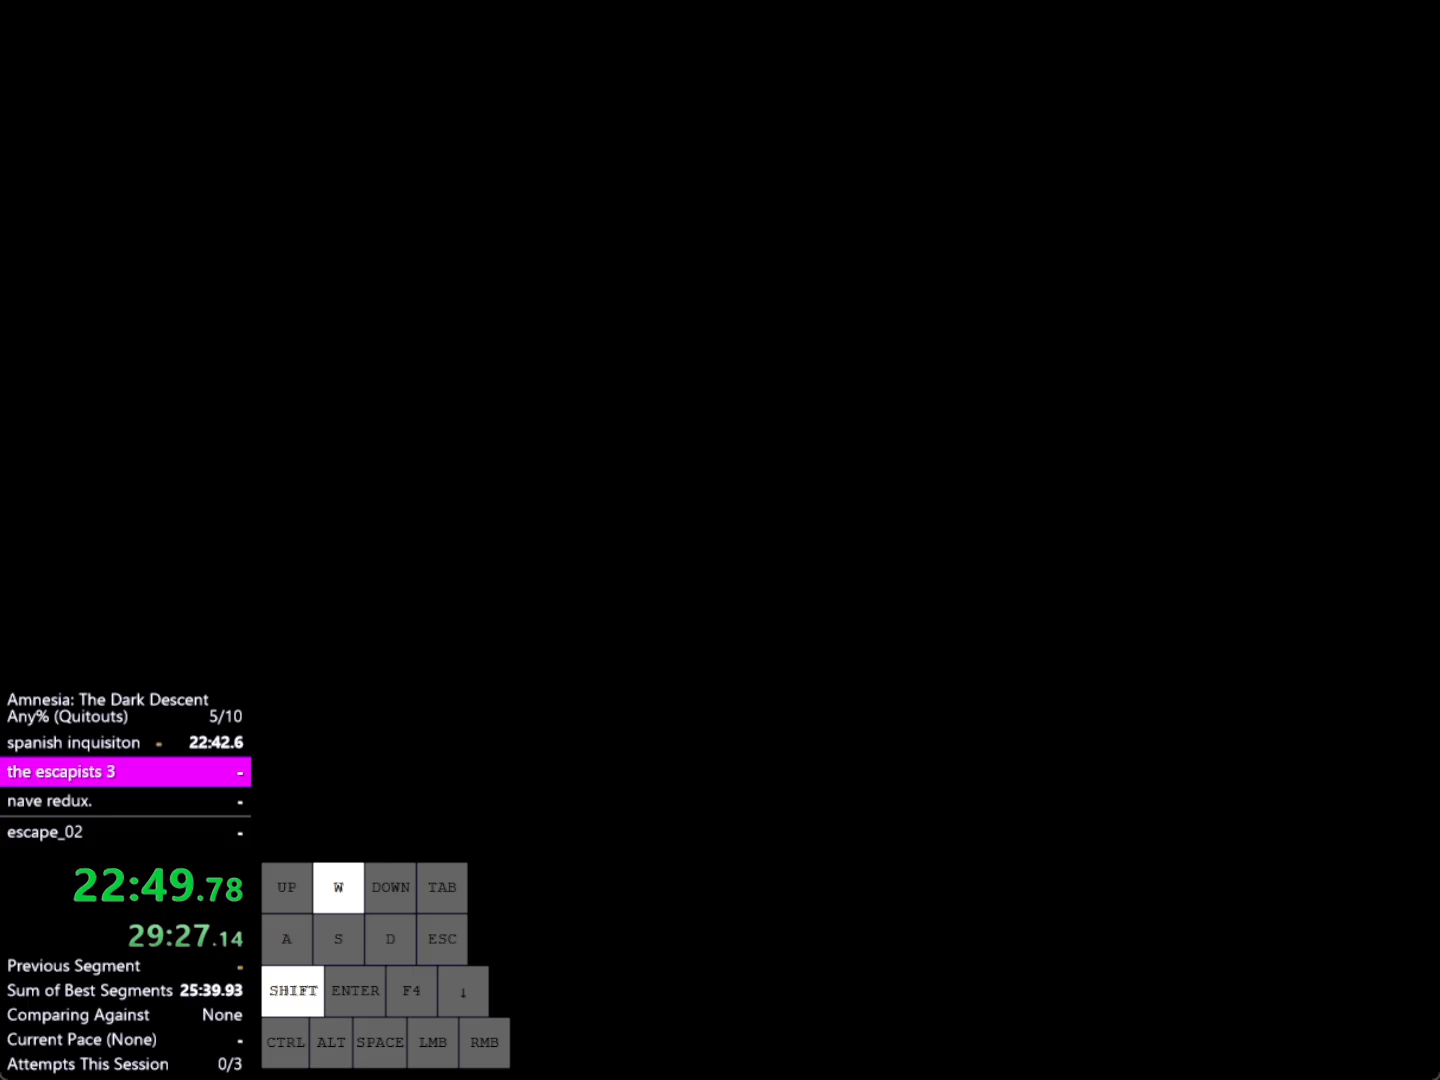 Amnesia: The Dark Descent
Any% (Quitouts) 5/10
spanish inquisiton - 22:42.6
the escapists 3 -
nave redux. -
escape_02 -
22:49.78
29:27.14
Previous Segment -
Sum of Best Segments 25:39.93
Comparing Against None
Current Pace (None) -
Attempts This Session 0/3
UP W DOWN TAB
A S D ESC
SHIFT ENTER F4 ↓
CTRL ALT SPACE LMB RMB